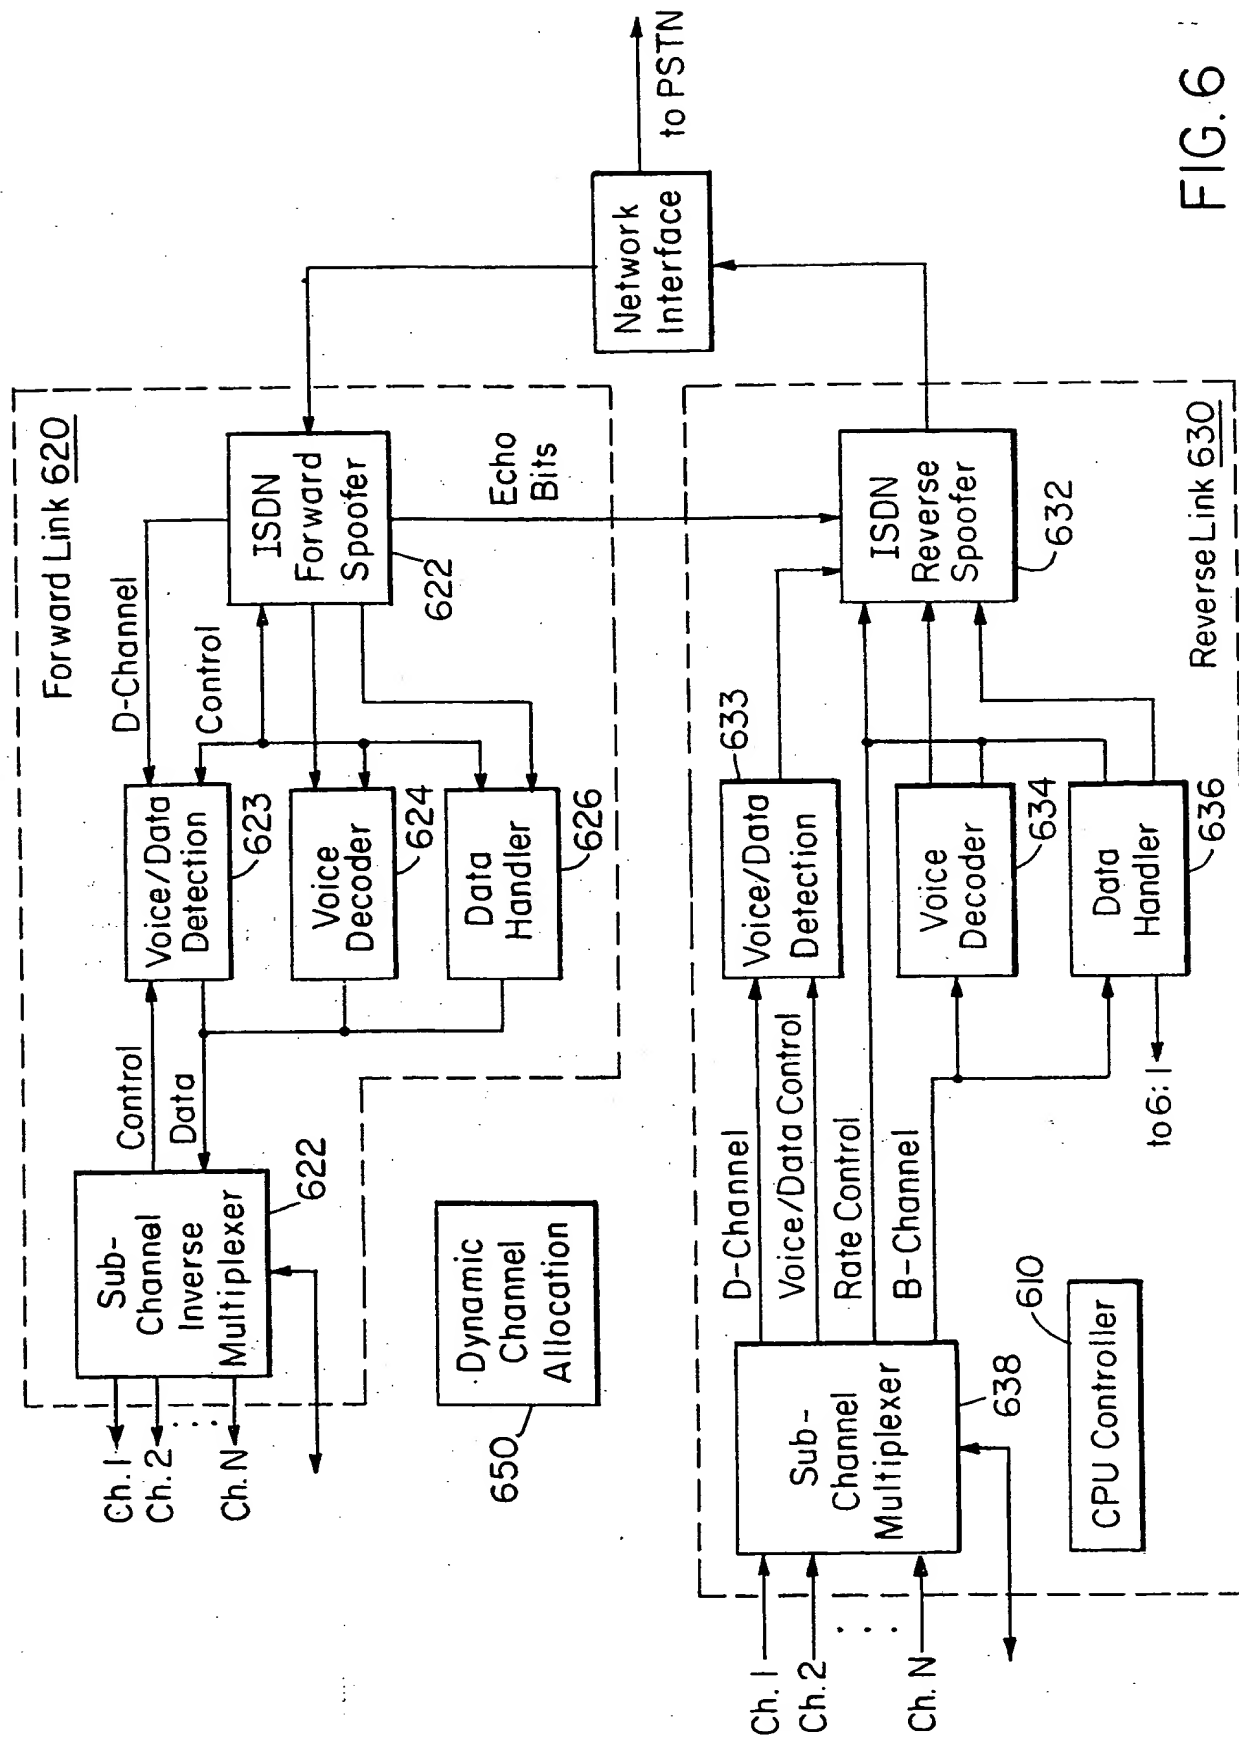 Forward Link 620
Ch. 1
Ch. 2
. . .
Ch. N
Sub-
Channel
Inverse
Multiplexer
622
Control
Data
Voice/Data
Detection
623
Voice
Decoder
624
Data
Handler
626
D-Channel
Control
ISDN
Forward
Spoofer
622
Echo
Bits
Dynamic
Channel
Allocation
650
Network
Interface
to PSTN
Ch. 1
Ch. 2
. . .
Ch. N
Sub-
Channel
Multiplexer
638
D-Channel
Voice/Data Control
Rate Control
B-Channel
Voice/Data
Detection
633
Voice
Decoder
634
Data
Handler
636
to 6:1
ISDN
Reverse
Spoofer
632
CPU Controller
610
Reverse Link 630
FIG. 6